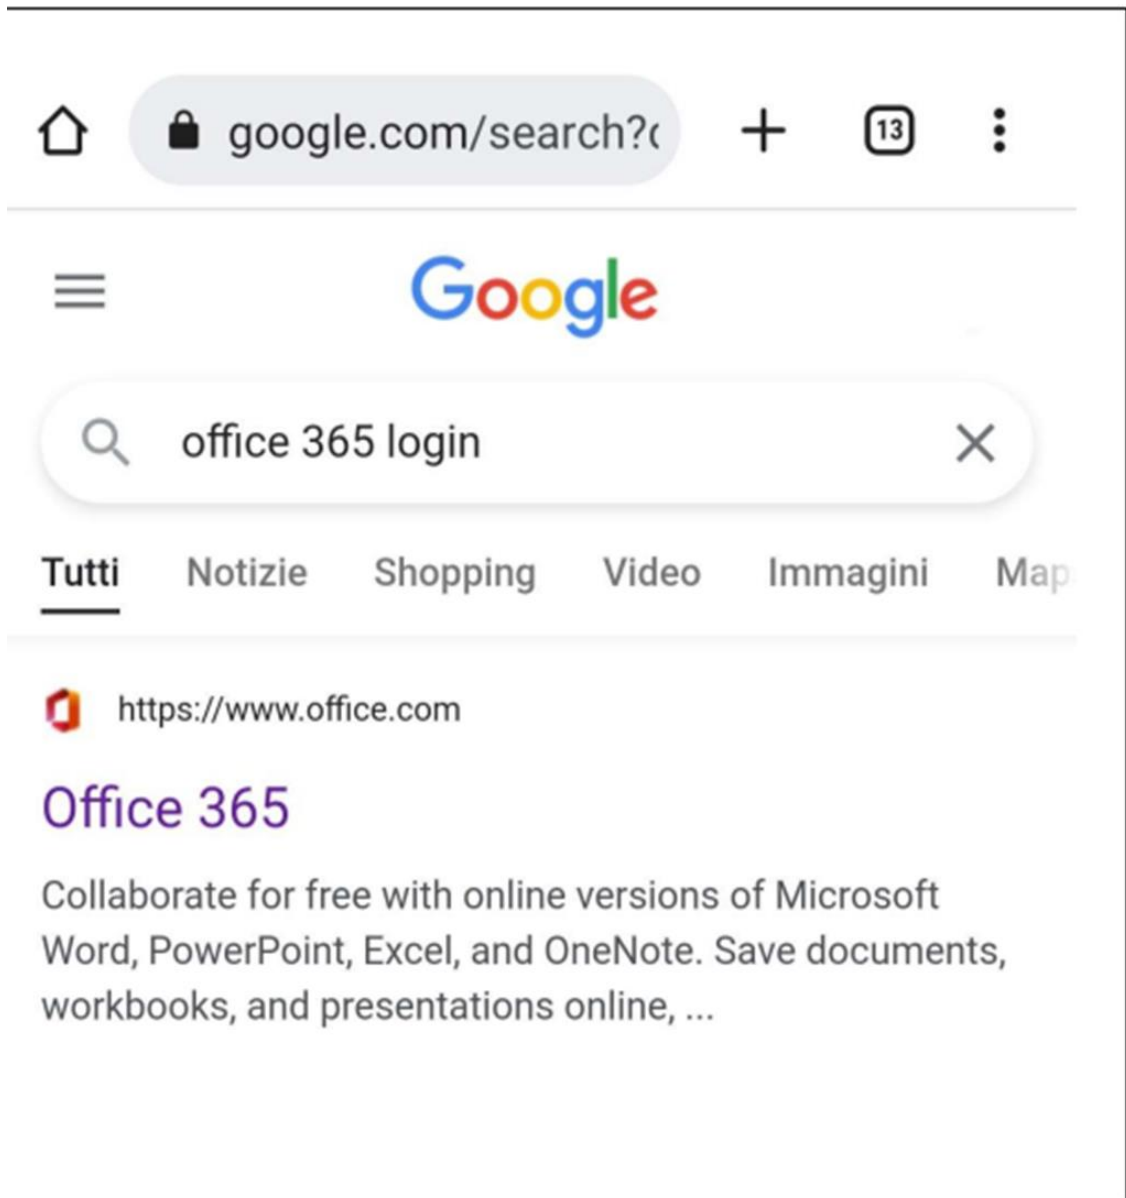 google.com/search?
13
Google
office 365 login
Tutti Notizie Shopping Video Immagini Map
https://www.office.com
Office 365
Collaborate for free with online versions of Microsoft
Word, PowerPoint, Excel, and OneNote. Save documents,
workbooks, and presentations online, ...